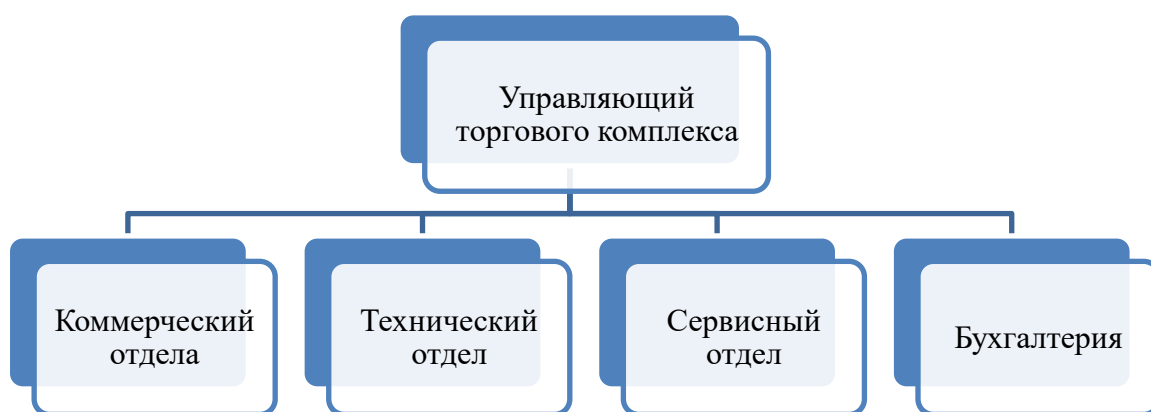 Управляющий
торгового комплекса
Коммерческий
отдела
Технический
отдел
Сервисный
отдел
Бухгалтерия